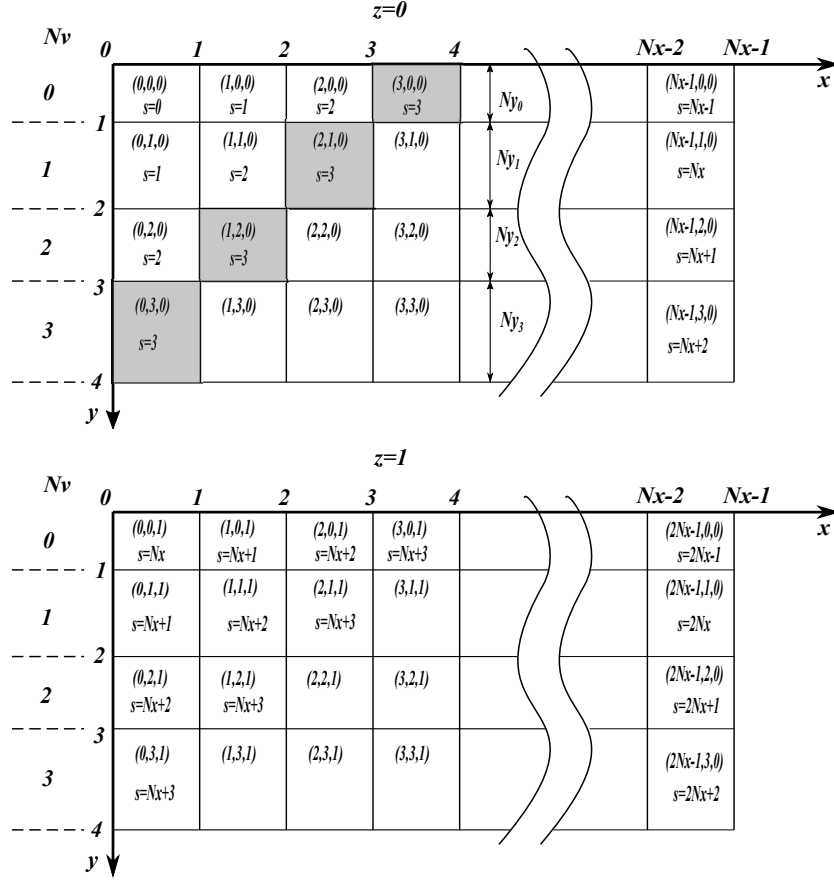 z=0
Nv
0 1 2 3 4 Nx-2 Nx-1
x
0 (0,0,0) (1,0,0) (2,0,0) (3,0,0) Ny0 (Nx-1,0,0)
s=0 s=1 s=2 s=3 s=Nx-1
1
1 (0,1,0) (1,1,0) (2,1,0) (3,1,0) Ny1 (Nx-1,1,0)
s=1 s=2 s=3 s=Nx
2
2 (0,2,0) (1,2,0) (2,2,0) (3,2,0) Ny2 (Nx-1,2,0)
s=2 s=3 s=Nx+1
3
3 (0,3,0) (1,3,0) (2,3,0) (3,3,0) Ny3 (Nx-1,3,0)
s=3 s=Nx+2
4
y
z=1
Nv
0 1 2 3 4 Nx-2 Nx-1
x
0 (0,0,1) (1,0,1) (2,0,1) (3,0,1) (2Nx-1,0,0)
s=Nx s=Nx+1 s=Nx+2 s=Nx+3 s=2Nx-1
1
1 (0,1,1) (1,1,1) (2,1,1) (3,1,1) (2Nx-1,1,0)
s=Nx+1 s=Nx+2 s=Nx+3 s=2Nx
2
2 (0,2,1) (1,2,1) (2,2,1) (3,2,1) (2Nx-1,2,0)
s=Nx+2 s=Nx+3 s=2Nx+1
3
3 (0,3,1) (1,3,1) (2,3,1) (3,3,1) (2Nx-1,3,0)
s=Nx+3 s=2Nx+2
4
y